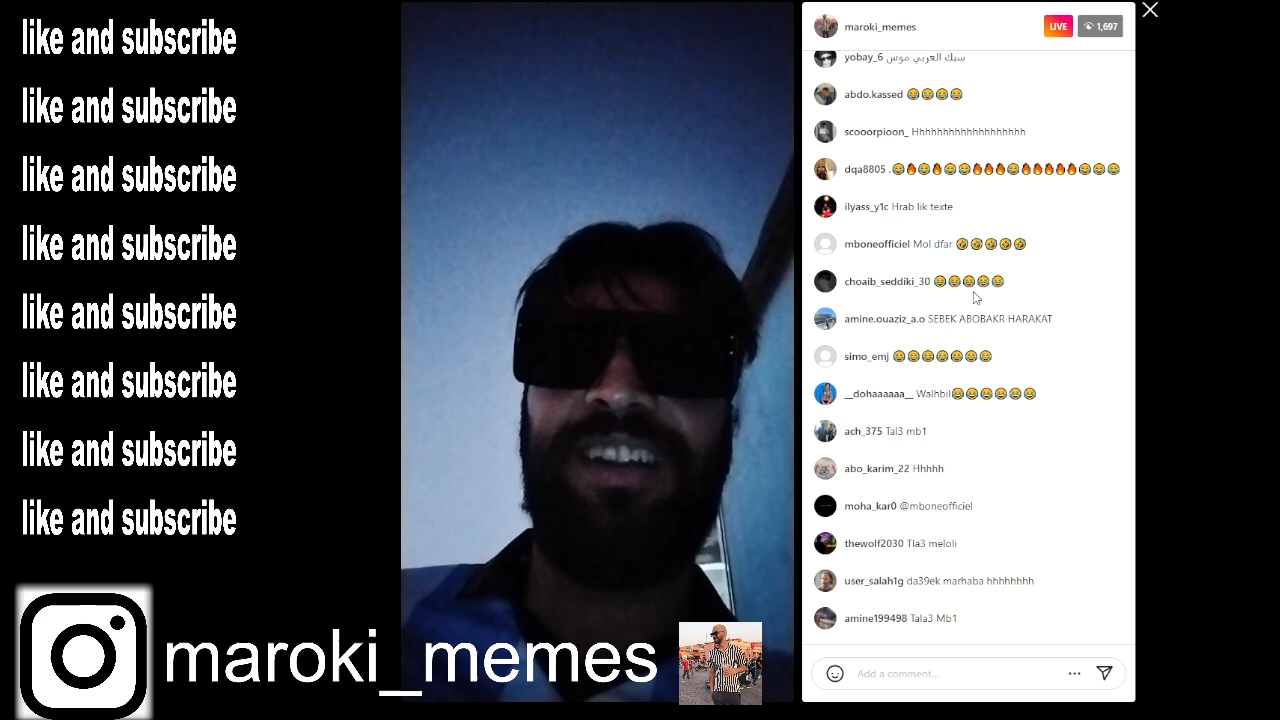 like and subscribe
like and subscribe
like and subscribe
like and subscribe
like and subscribe
like and subscribe
like and subscribe
like and subscribe
maroki_memes
maroki_memes LIVE 1,697
yobay_6 سبك العربي موس
abdo.kassed 😂😂😂😂
scooorpioon_ Hhhhhhhhhhhhhhhhhhh
dqa8805 .😂🔥😂🔥😂😂🔥🔥🔥😂🔥🔥🔥🔥🔥😂😂😂
ilyass_y1c Hrab lik texte
mboneofficiel Mol dfar 🤣🤣🤣🤣🤣
choaib_seddiki_30 😂😂😂😂😂
amine.ouaziz_a.o SEBEK ABOBAKR HARAKAT
simo_emj 😂😂😂😂😂😂😂
__dohaaaaaa__ Walhbil😂😂😂😂😂😂
ach_375 Tal3 mb1
abo_karim_22 Hhhhh
moha_kar0 @mboneofficiel
thewolf2030 Tla3 meloli
user_salah1g da39ek marhaba hhhhhhhh
amine199498 Tala3 Mb1
Add a comment...